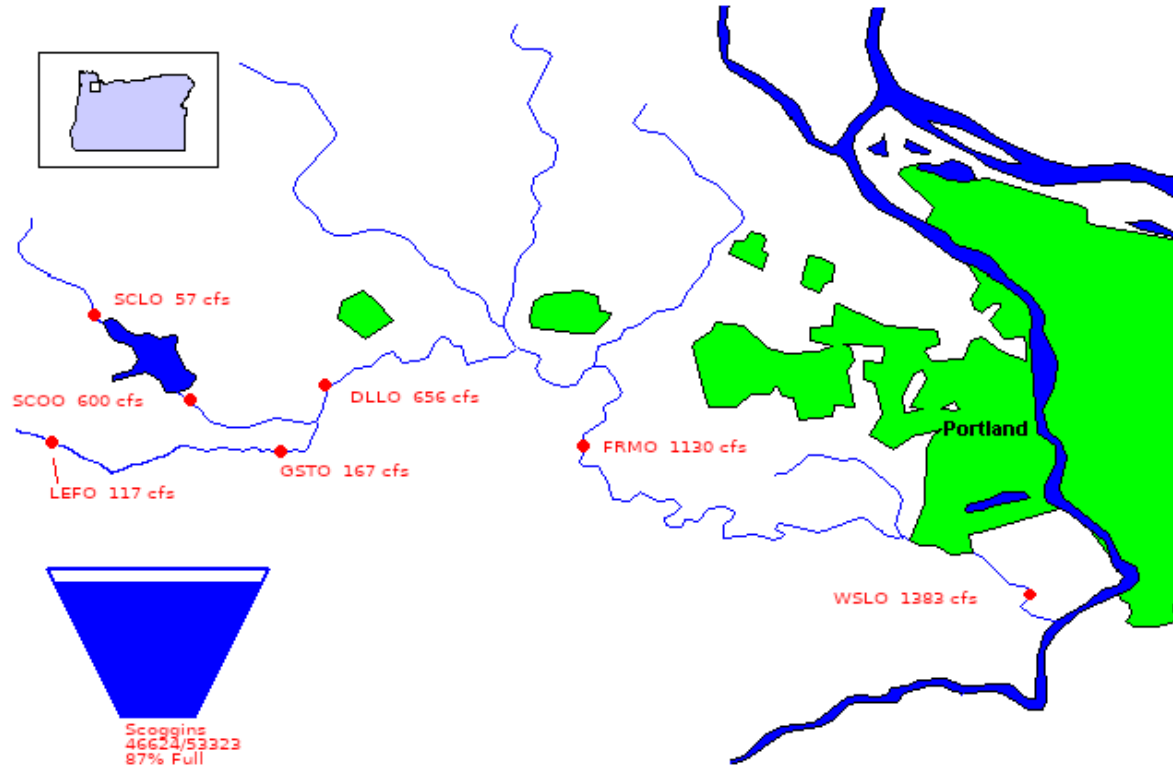 SCLO 57 cfs
SCOO 600 cfs
DLLO 656 cfs
Portland
FRMO 1130 cfs
GSTO 167 cfs
LEFO 117 cfs
WSLO 1383 cfs
Scoggins
46624/53323
87% Full